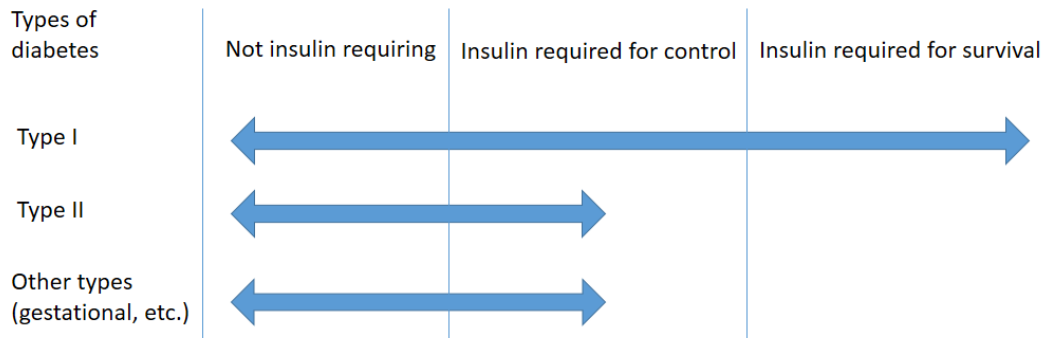 Types of
diabetes
Not insulin requiring
Insulin required for control
Insulin required for survival
Type I
Type II
Other types
(gestational, etc.)